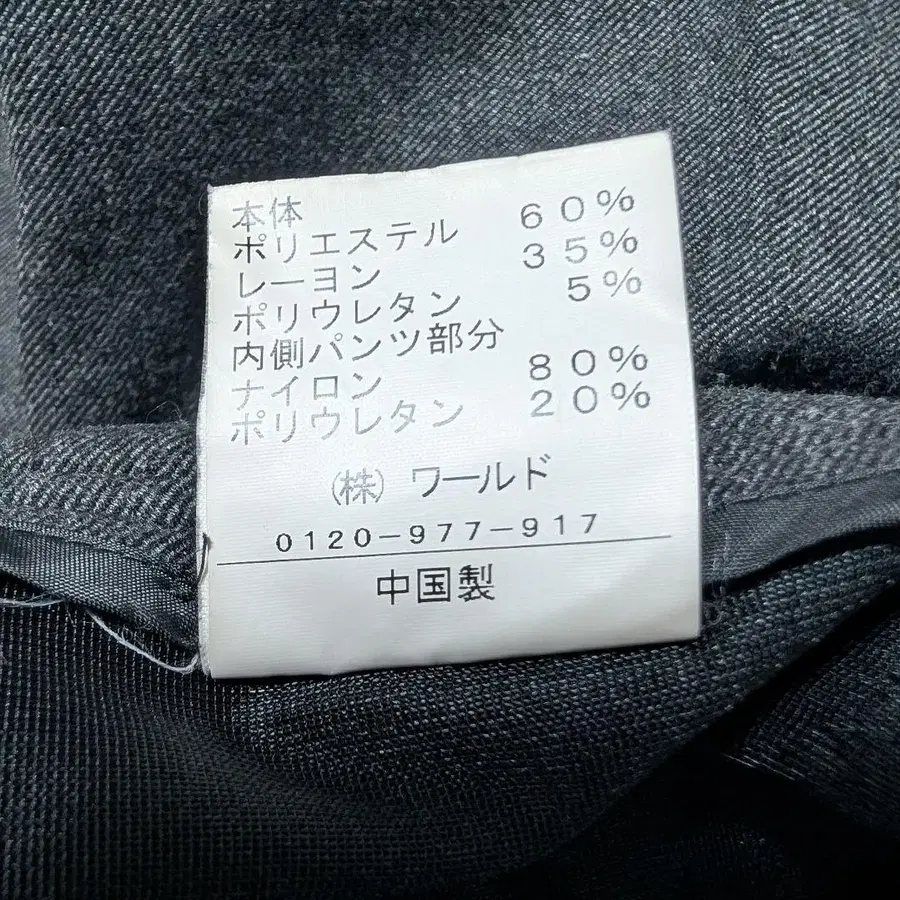 本体
ポリエステル 60%
レーヨン 35%
ポリウレタン 5%
内側パンツ部分
ナイロン 80%
ポリウレタン 20%
(株) ワールド
0120-977-917
中国製